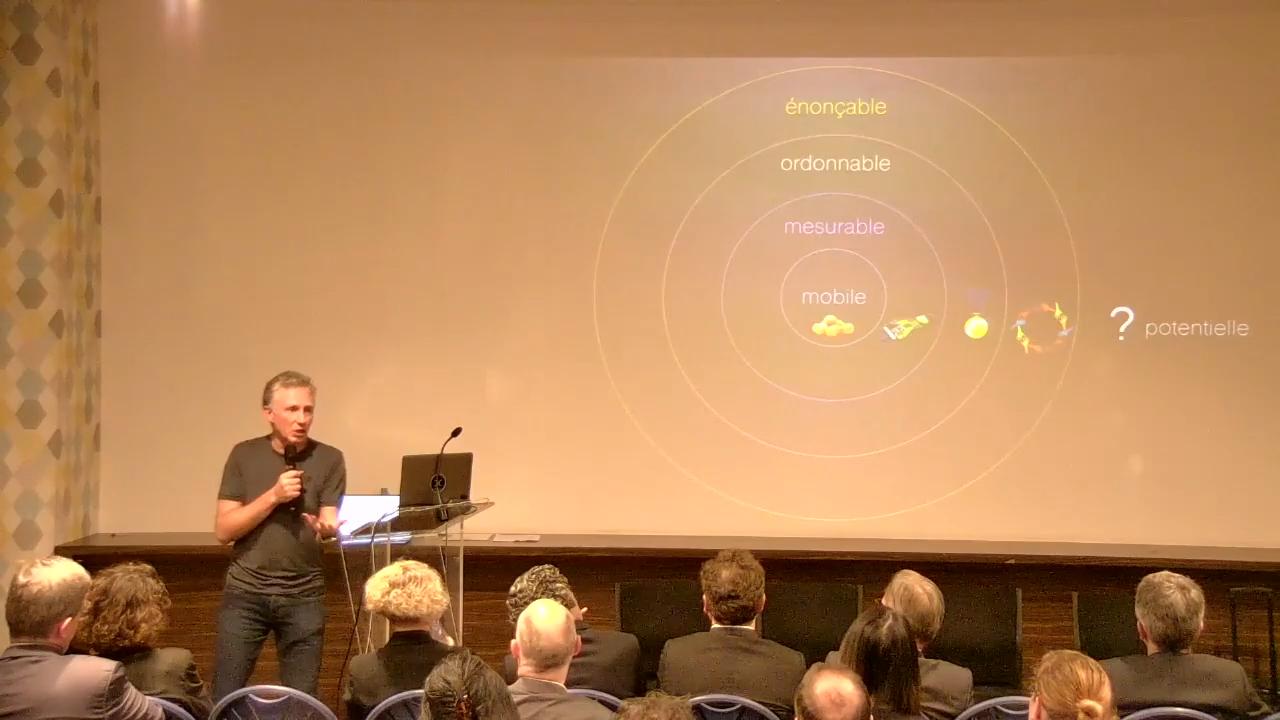 énonçable
ordonnable
mesurable
mobile
? potentielle